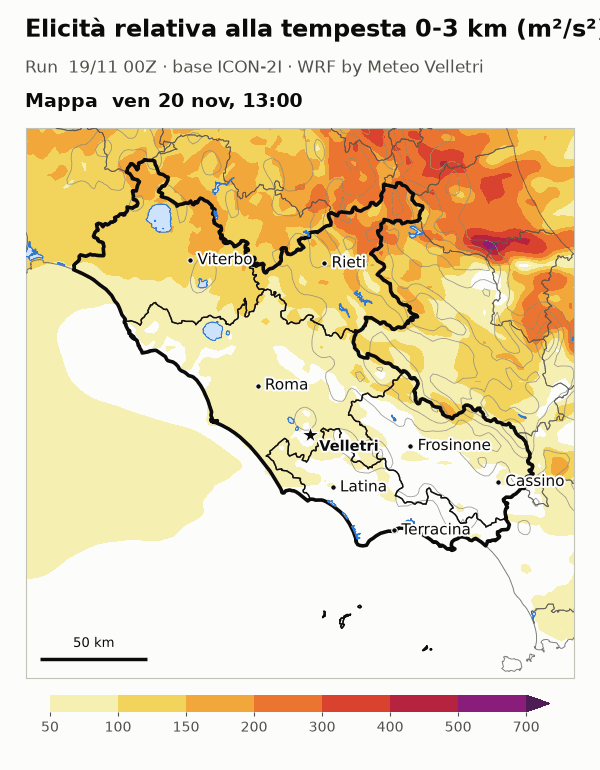 Elicità relativa alla tempesta 0-3 km (m²/s²)
Run 19/11 00Z · base ICON-2I · WRF by Meteo Velletri
Mappa ven 20 nov, 13:00
Viterbo
Rieti
Roma
Velletri
Frosinone
Cassino
Latina
Terracina
50 km
50 100 150 200 300 400 500 700